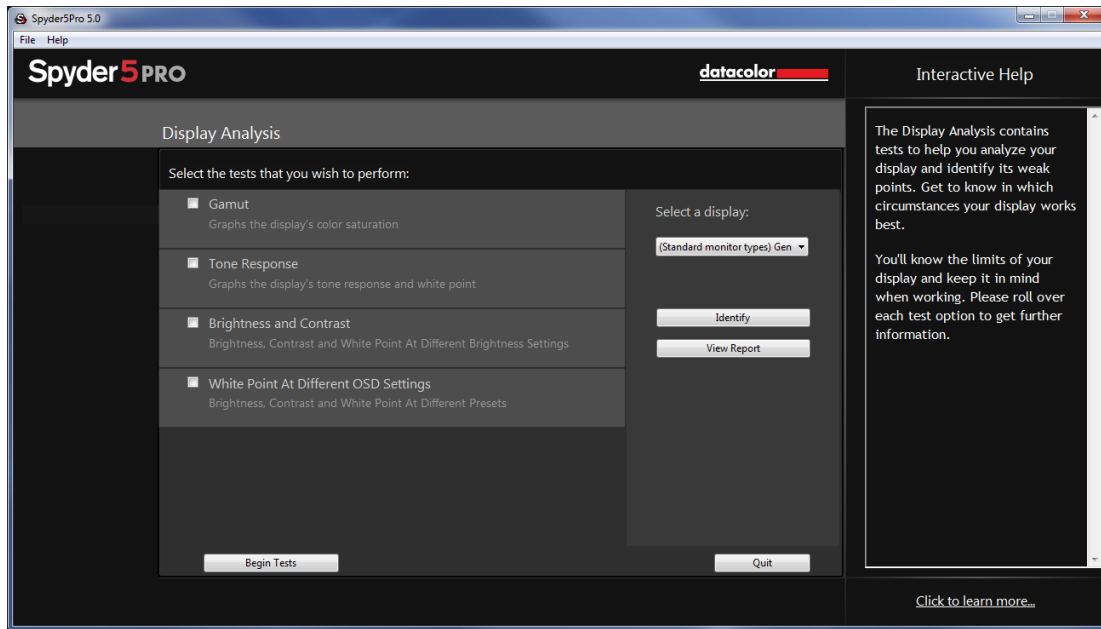 Spyder5Pro 5.0
File Help
Spyder5PRO
datacolor
Interactive Help
Display Analysis
Select the tests that you wish to perform:
Gamut
Graphs the display's color saturation
Tone Response
Graphs the display's tone response and white point
Brightness and Contrast
Brightness, Contrast and White Point At Different Brightness Settings
White Point At Different OSD Settings
Brightness, Contrast and White Point At Different Presets
Select a display:
(Standard monitor types) Gen
Identify
View Report
Begin Tests
Quit
The Display Analysis contains
tests to help you analyze your
display and identify its weak
points. Get to know in which
circumstances your display works
best.
You'll know the limits of your
display and keep it in mind
when working. Please roll over
each test option to get further
information.
Click to learn more...